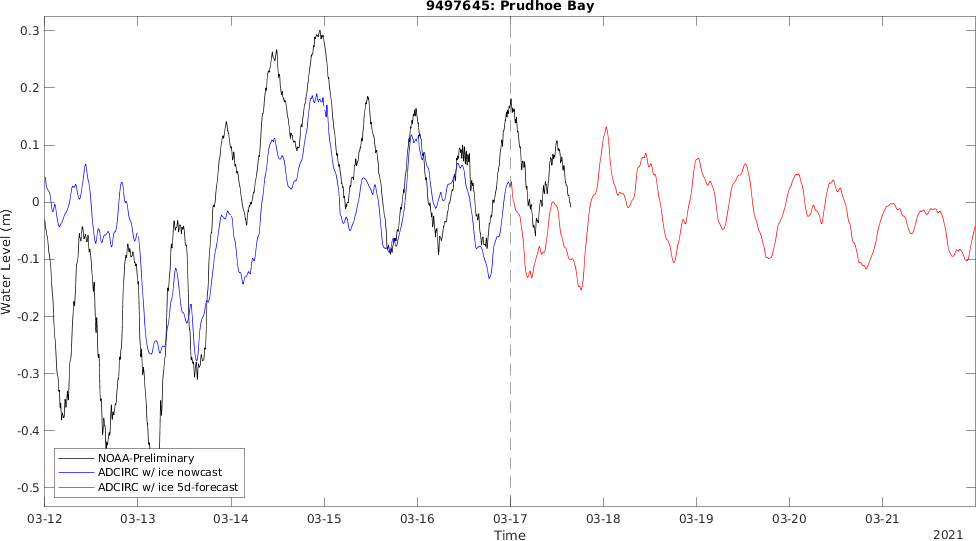 9497645: Prudhoe Bay
Water Level (m)
0.3
0.2
0.1
0
-0.1
-0.2
-0.3
-0.4
-0.5
NOAA-Preliminary
ADCIRC w/ ice nowcast
ADCIRC w/ ice 5d-forecast
03-12 03-13 03-14 03-15 03-16 03-17 03-18 03-19 03-20 03-21
Time
2021